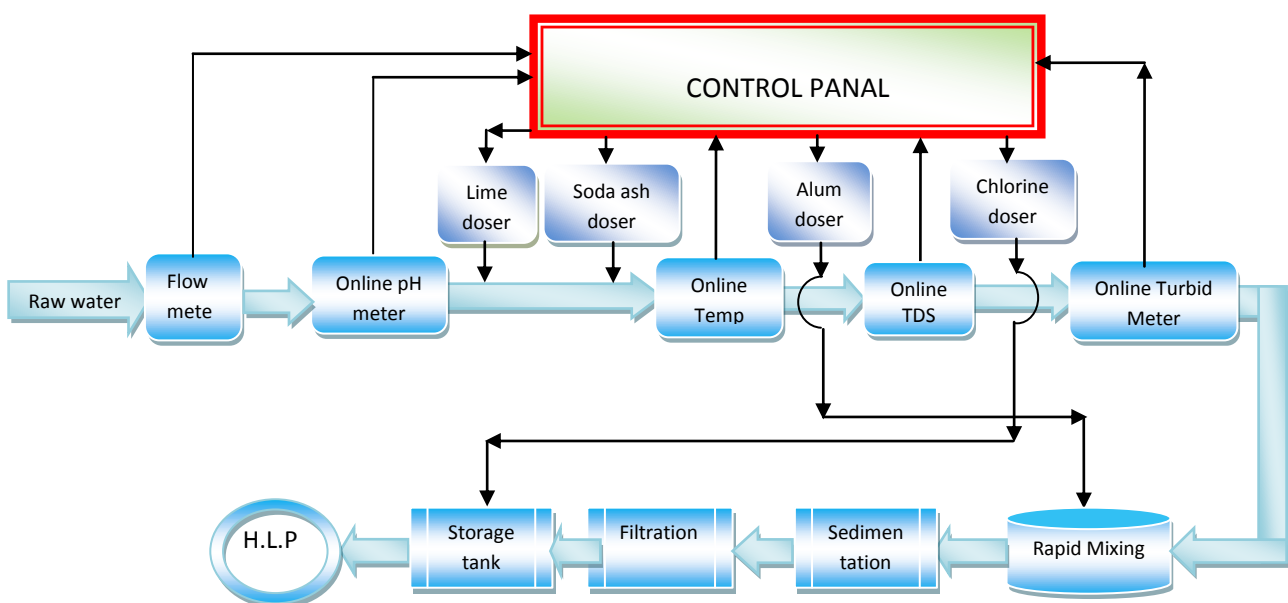 CONTROL PANAL
Lime
doser
Soda ash
doser
Alum
doser
Chlorine
doser
Raw water
Flow
mete
Online pH
meter
Online
Temp
Online
TDS
Online Turbid
Meter
H.L.P
Storage
tank
Filtration
Sedimen
tation
Rapid Mixing